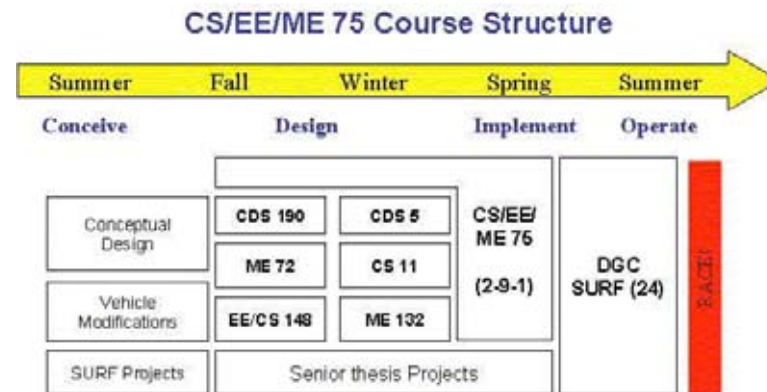 CS/EE/ME 75 Course Structure
Summer Fall Winter Spring Summer
Conceive Design Implement Operate
Conceptual
Design
Vehicle
Modifications
SURF Projects
CDS 190
CDS 5
ME 72
CS 11
EE/CS 148
ME 132
Senior thesis Projects
CS/EE/
ME 75
(2-9-1)
DGC
SURF (24)
RACE!